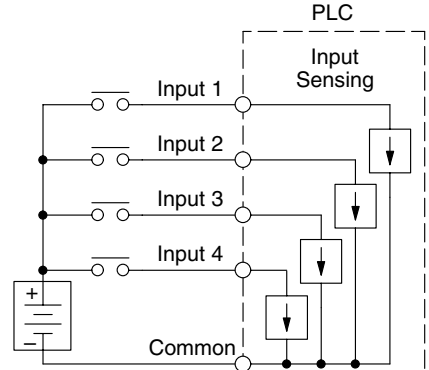 PLC
Input
Sensing
Input 1
Input 2
Input 3
Input 4
+
–
Common